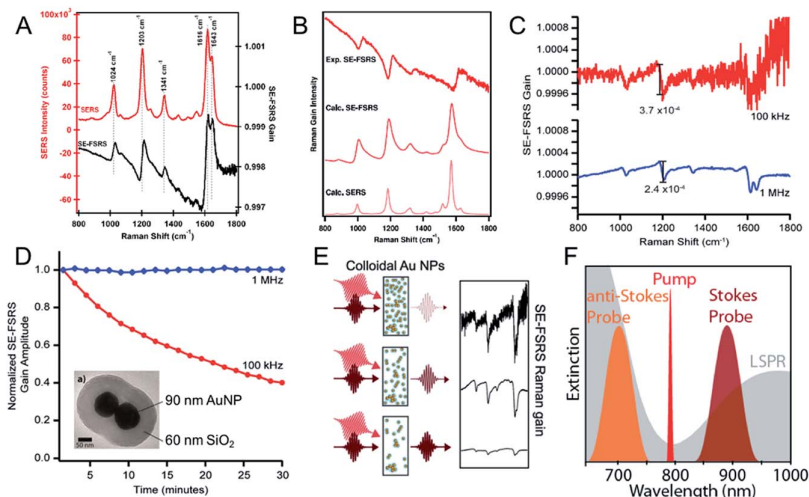 A
SERS Intensity (counts)
100x10³
80
60
40
20
0
-20
-40
-60
1024 cm⁻¹
1203 cm⁻¹
1341 cm⁻¹
1616 cm⁻¹
1643 cm⁻¹
SERS
SE-FSRS
1.001
1.000
0.999
0.998
0.997
SE-FSRS Gain
800 1000 1200 1400 1600 1800
Raman Shift (cm⁻¹)
B
Raman Gain Intensity
Exp. SE-FSRS
Calc. SE-FSRS
Calc. SERS
800 1000 1200 1400 1600 1800
Raman Shift (cm⁻¹)
C
SE-FSRS Gain
1.0008
1.0004
1.0000
0.9996
3.7 x10⁻⁴
100 kHz
1.0008
1.0004
1.0000
0.9996
2.4 x10⁻⁴
1 MHz
800 1000 1200 1400 1600 1800
Raman Shift (cm⁻¹)
D
Normalized SE-FSRS
Gain Amplitude
1.0
0.8
0.6
0.4
0.2
0.0
1 MHz
100 kHz
a)
90 nm AuNP
60 nm SiO₂
50 nm
5 10 15 20 25 30
Time (minutes)
E
Colloidal Au NPs
SE-FSRS Raman gain
F
Extinction
anti-Stokes
Probe
Pump
Stokes
Probe
LSPR
700 800 900 1000
Wavelength (nm)